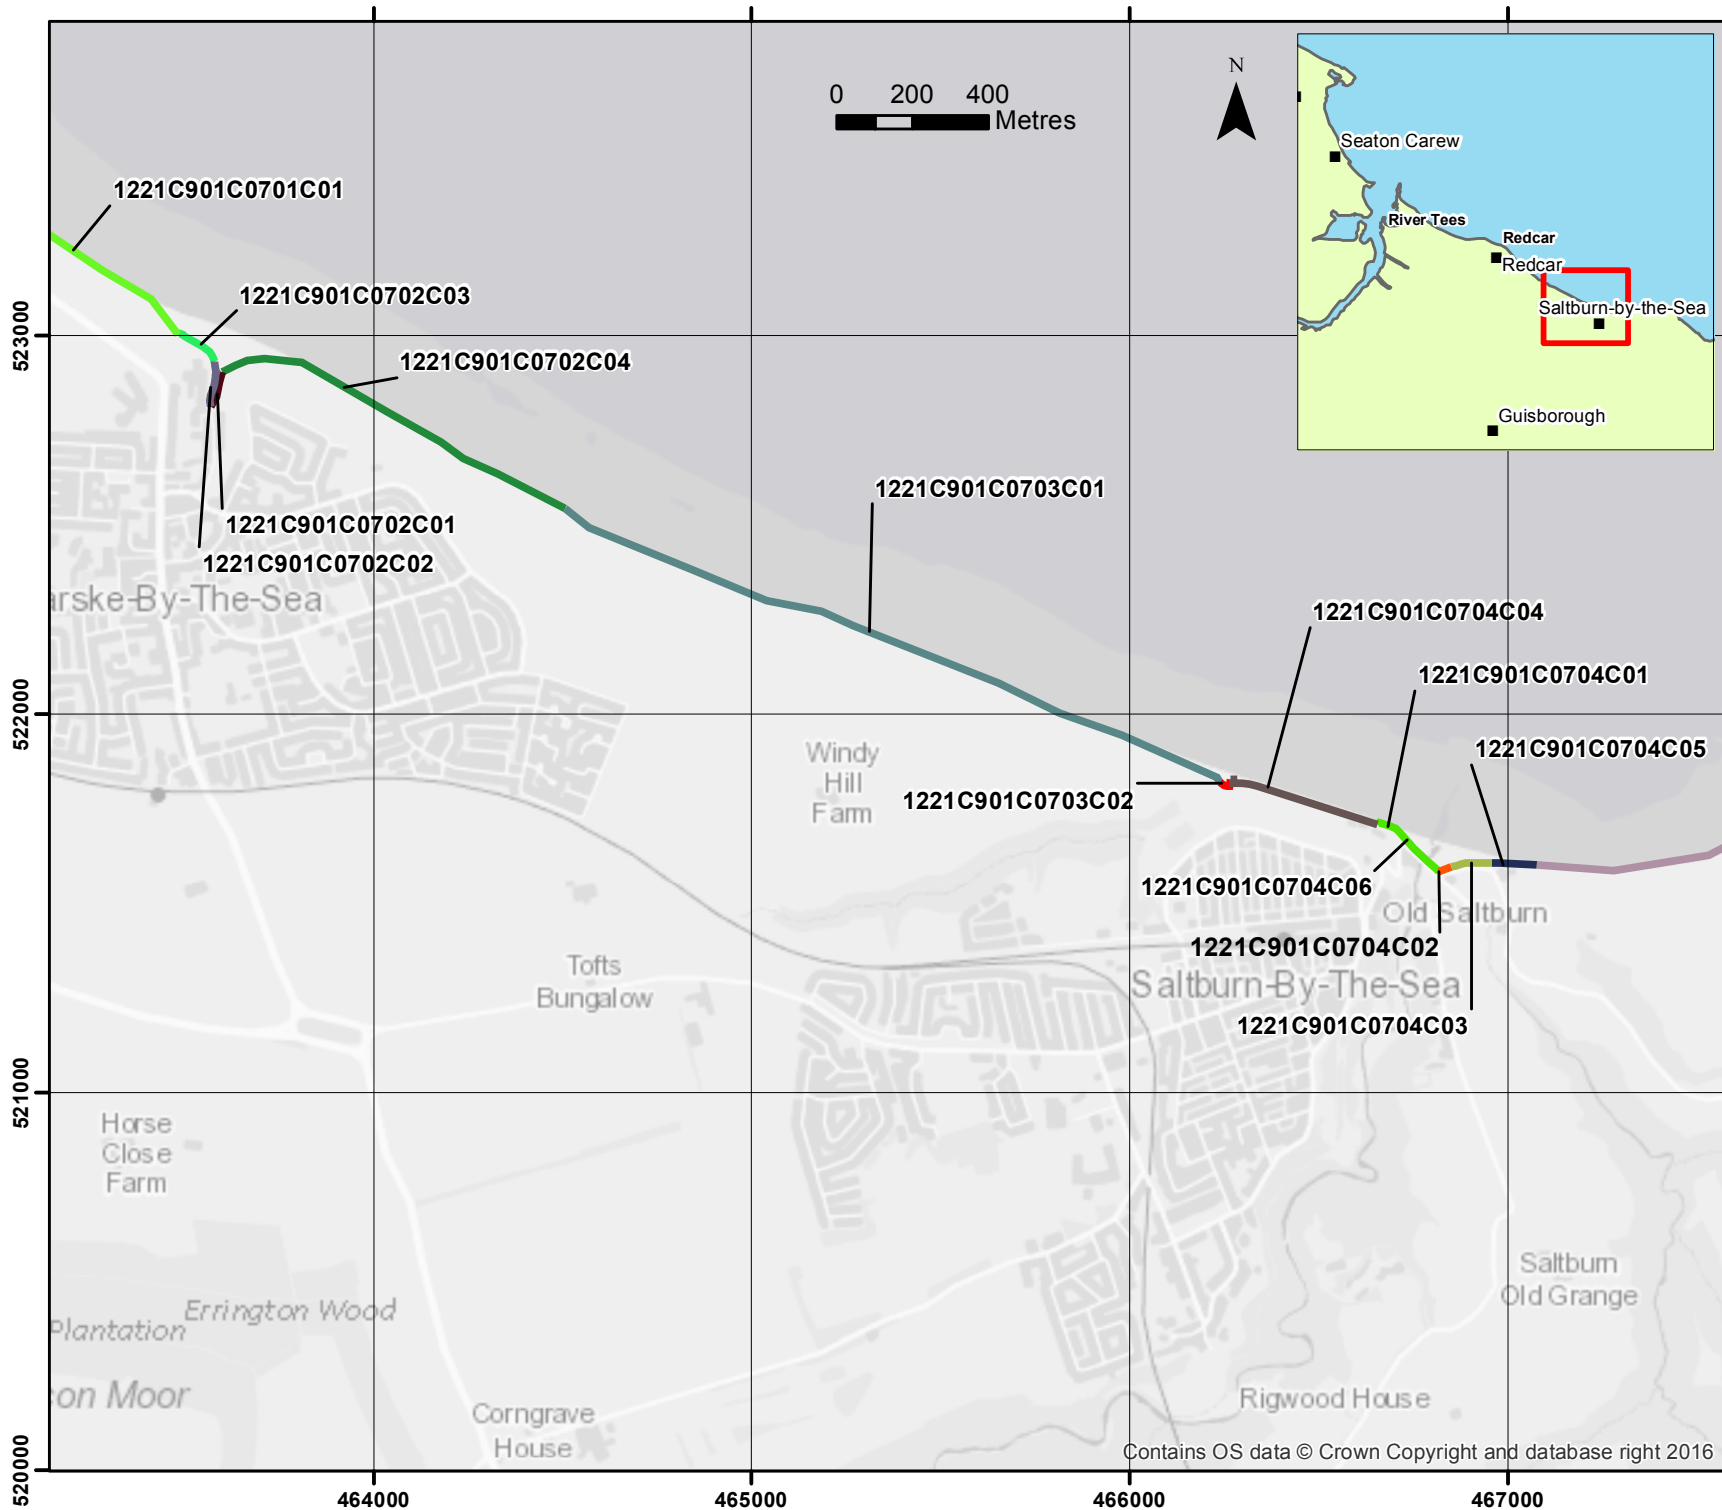 0 200 400
Metres
N
Seaton Carew
River Tees
Redcar
Redcar
Saltburn-by-the-Sea
Guisborough
1221C901C0701C01
1221C901C0702C03
1221C901C0702C04
1221C901C0703C01
1221C901C0702C01
1221C901C0702C02
arske-By-The-Sea
1221C901C0704C04
1221C901C0704C01
1221C901C0704C05
Windy
Hill
Farm
1221C901C0703C02
1221C901C0704C06
Old Saltburn
1221C901C0704C02
Saltburn-By-The-Sea
1221C901C0704C03
Tofts
Bungalow
Horse
Close
Farm
Saltburn
Old Grange
Errington Wood
Plantation
con Moor
Corngrave
House
Rigwood House
Contains OS data © Crown Copyright and database right 2016
523000
522000
521000
520000
464000
465000
466000
467000